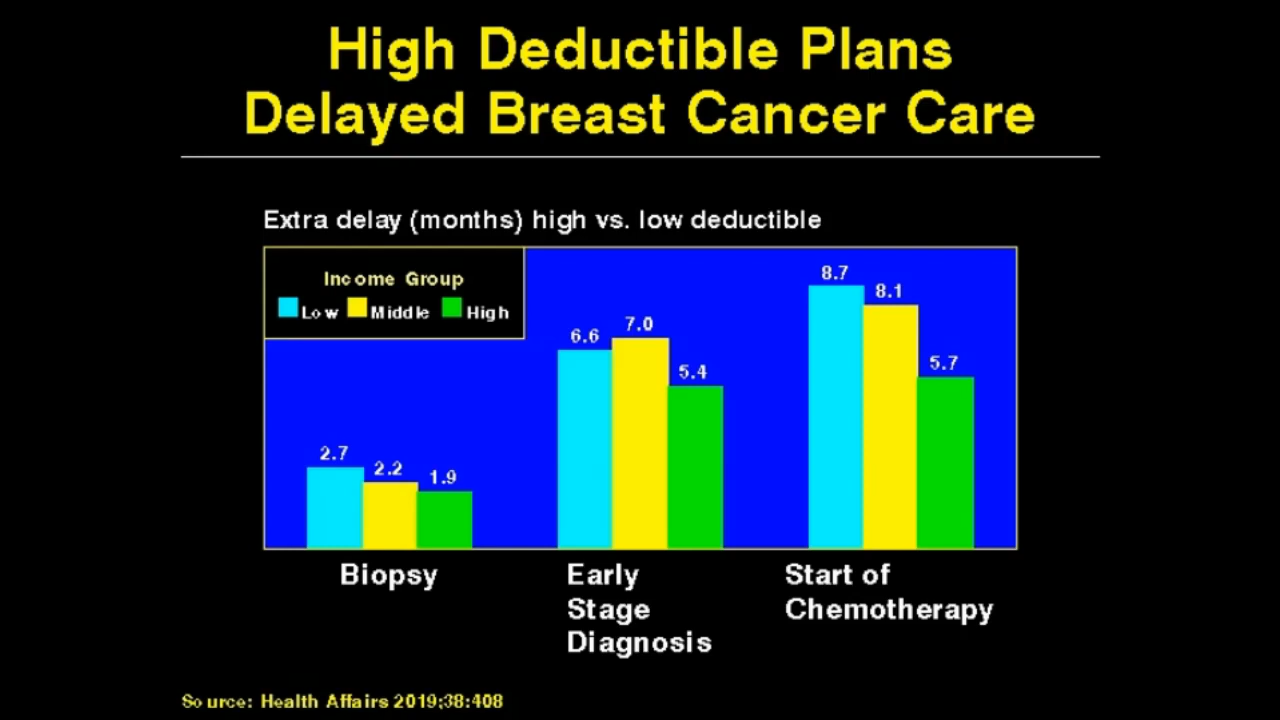 High Deductible Plans
Delayed Breast Cancer Care
Extra delay (months) high vs. low deductible
Income Group
Low Middle High
2.7
2.2
1.9
6.6
7.0
5.4
8.7
8.1
5.7
Biopsy
Early
Stage
Diagnosis
Start of
Chemotherapy
Source: Health Affairs 2019;38:408